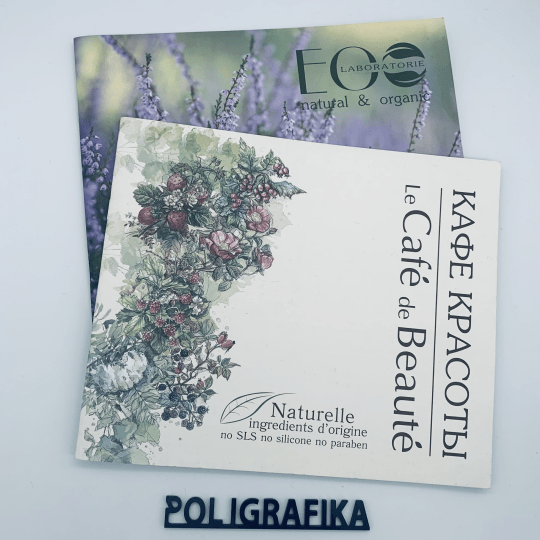 EO
LABORATORIE
natural & organic
КАФЕ КРАСОТЫ
Le Café de Beauté
Naturelle
ingredients d'origine
no SLS no silicone no paraben
POLIGRAFIKA